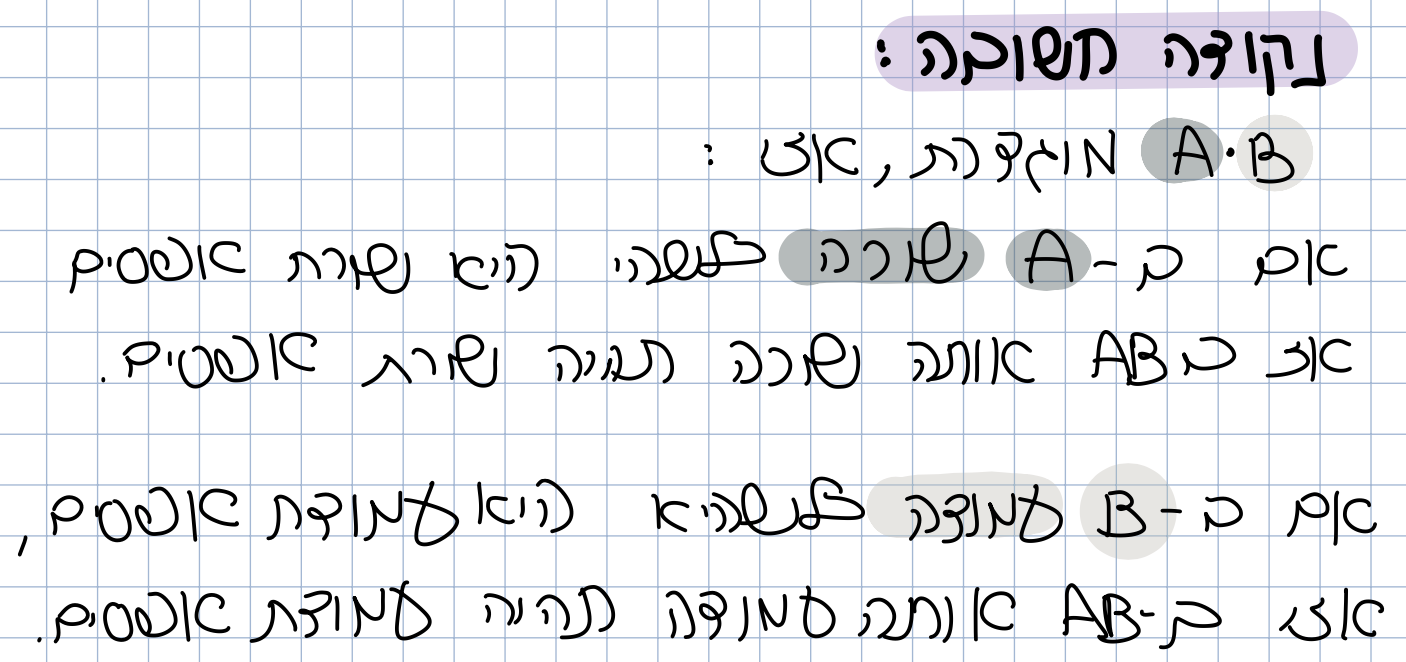 נקודה חשובה:
A·B מוגדרת, אז:
אם ב-A שורה כלשהי היא שורת אפסים
אז בAB אותה שורה תהיה שורת אפסים.
אם ב-B עמודה כלשהיא היא עמודת אפסים,
אז ב-AB אותה עמודה תהיה עמודת אפסים.